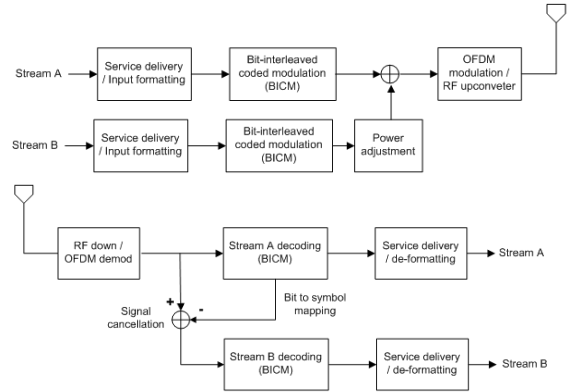 Stream A
Service delivery
/ Input formatting
Bit-interleaved
coded modulation
(BICM)
OFDM
modulation /
RF upconveter
Stream B
Service delivery
/ Input formatting
Bit-interleaved
coded modulation
(BICM)
Power
adjustment
RF down /
OFDM demod
Stream A decoding
(BICM)
Service delivery
/ de-formatting
Stream A
Signal
cancellation
+
-
Bit to symbol
mapping
Stream B decoding
(BICM)
Service delivery
/ de-formatting
Stream B